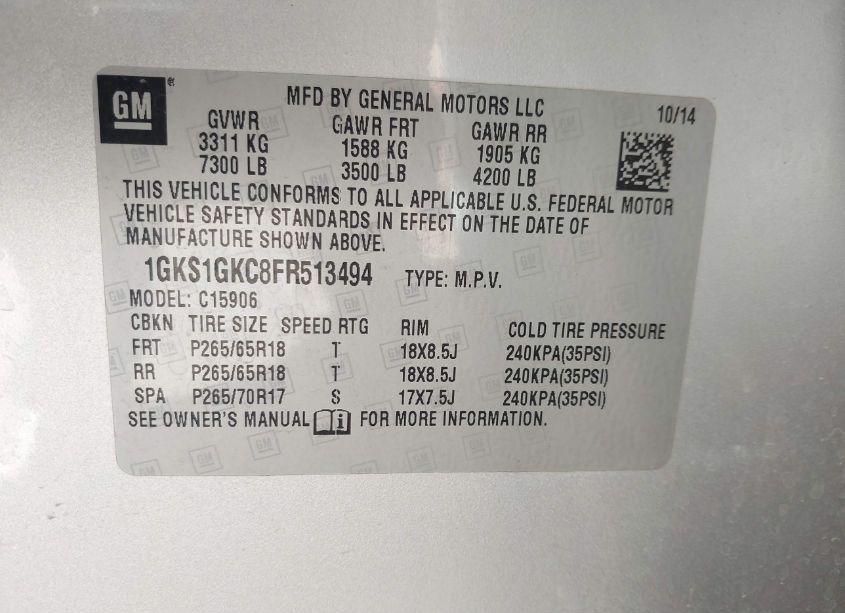 GM
MFD BY GENERAL MOTORS LLC
10/14
GVWR GAWR FRT GAWR RR
3311 KG 1588 KG 1905 KG
7300 LB 3500 LB 4200 LB
THIS VEHICLE CONFORMS TO ALL APPLICABLE U.S. FEDERAL MOTOR
VEHICLE SAFETY STANDARDS IN EFFECT ON THE DATE OF
MANUFACTURE SHOWN ABOVE.
1GKS1GKC8FR513494 TYPE: M.P.V.
MODEL: C15906
CBKN TIRE SIZE SPEED RTG RIM COLD TIRE PRESSURE
FRT P265/65R18 T 18X8.5J 240KPA(35PSI)
RR P265/65R18 T 18X8.5J 240KPA(35PSI)
SPA P265/70R17 S 17X7.5J 240KPA(35PSI)
SEE OWNER'S MANUAL i FOR MORE INFORMATION.